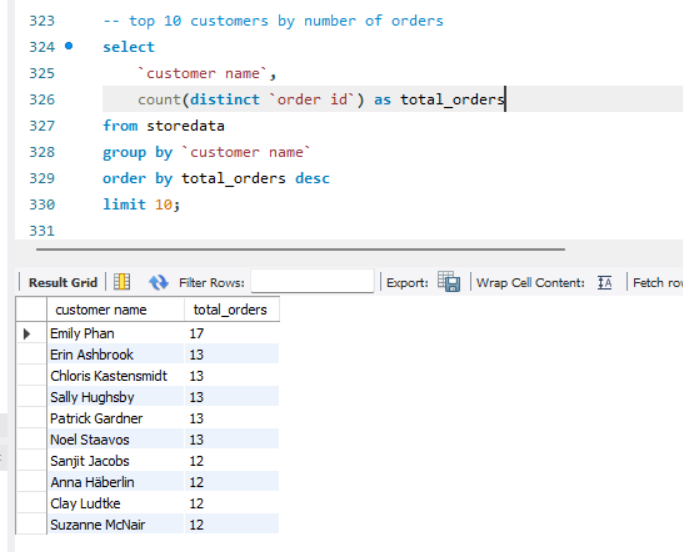 323 -- top 10 customers by number of orders
324 select
325 `customer name`,
326 count(distinct `order id`) as total_orders
327 from storedata
328 group by `customer name`
329 order by total_orders desc
330 limit 10;
331
Result Grid Filter Rows: Export: Wrap Cell Content: Fetch rov
customer name total_orders
Emily Phan 17
Erin Ashbrook 13
Chloris Kastensmidt 13
Sally Hughsby 13
Patrick Gardner 13
Noel Staavos 13
Sanjit Jacobs 12
Anna Häberlin 12
Clay Ludtke 12
Suzanne McNair 12